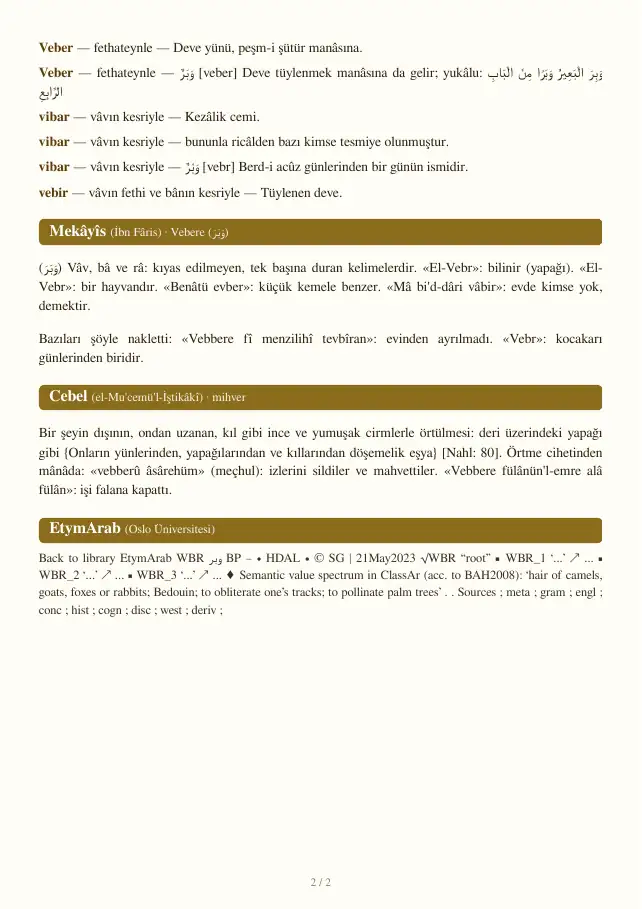 Veber — fethateynle — Deve yünü, peşm-i şütür manâsına.
Veber — fethateynle — وَبَرٌ [veber] Deve tüylenmek manâsına da gelir; yukâlu: وَبِرَ الْبَعِيرُ وَبَرًا مِنْ الْبَابِ
الرَّابِعِ
vibar — vâvın kesriyle — Kezâlik cemi.
vibar — vâvın kesriyle — bununla ricâlden bazı kimse tesmiye olunmuştur.
vibar — vâvın kesriyle — وَبْرٌ [vebr] Berd-i acûz günlerinden bir günün ismidir.
vebir — vâvın fethi ve bânın kesriyle — Tüylenen deve.
Mekâyîs (İbn Fâris) · Vebere (وَبَرَ)
(وَبَرَ) Vâv, bâ ve râ: kıyas edilmeyen, tek başına duran kelimelerdir. «El-Vebr»: bilinir (yapağı). «El-
Vebr»: bir hayvandır. «Benâtü evber»: küçük kemele benzer. «Mâ bi'd-dâri vâbir»: evde kimse yok,
demektir.
Bazıları şöyle nakletti: «Vebbere fî menzilihî tevbîran»: evinden ayrılmadı. «Vebr»: kocakarı
günlerinden biridir.
Cebel (el-Mu'cemü'l-İştikâkî) · mihver
Bir şeyin dışının, ondan uzanan, kıl gibi ince ve yumuşak cirmlerle örtülmesi: deri üzerindeki yapağı
gibi {Onların yünlerinden, yapağılarından ve kıllarından döşemelik eşya} [Nahl: 80]. Örtme cihetinden
mânâda: «vebberû âsârehüm» (meçhul): izlerini sildiler ve mahvettiler. «Vebbere fülânün'l-emre alâ
fülân»: işi falana kapattı.
EtymArab (Oslo Üniversitesi)
Back to library EtymArab WBR وبر BP – • HDAL • © SG | 21May2023 √WBR “root” ▪ WBR_1 ‘...’ ↗ ... ▪
WBR_2 ‘...’ ↗ ... ▪ WBR_3 ‘...’ ↗ ... ♦ Semantic value spectrum in ClassAr (acc. to BAH2008): ‘hair of camels,
goats, foxes or rabbits; Bedouin; to obliterate one’s tracks; to pollinate palm trees’ . . Sources ; meta ; gram ; engl ;
conc ; hist ; cogn ; disc ; west ; deriv ;
2 / 2